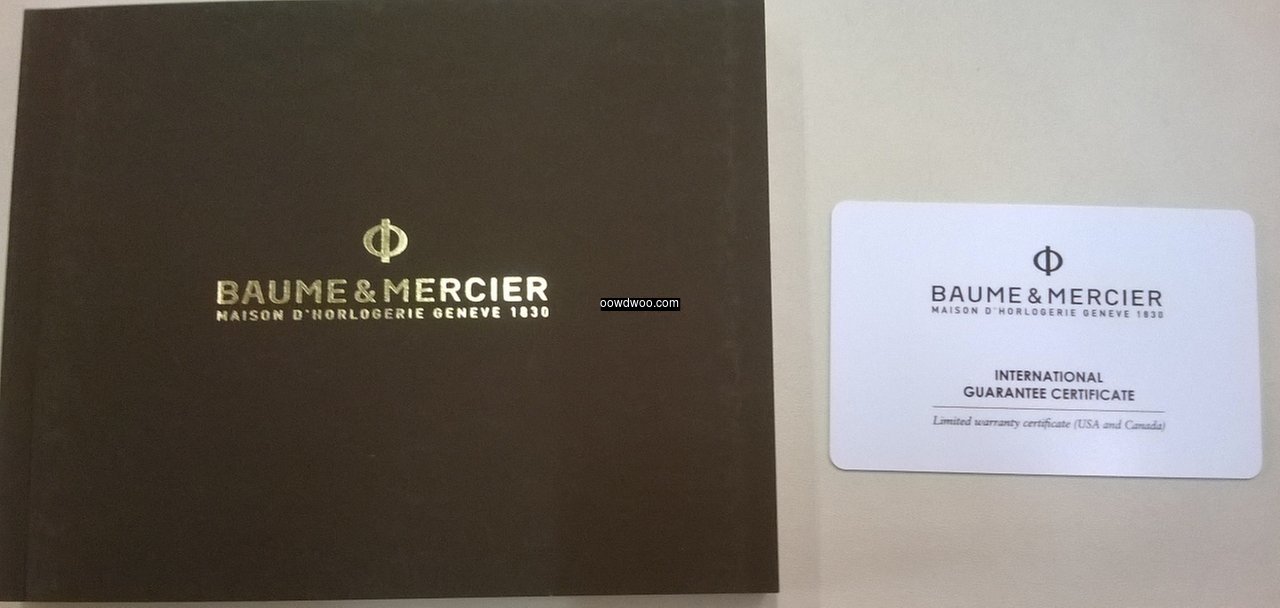 BAUME & MERCIER
MAISON D'HORLOGERIE GENEVE 1830
oowdwoo.com
BAUME & MERCIER
MAISON D'HORLOGERIE GENEVE 1830
INTERNATIONAL
GUARANTEE CERTIFICATE
Limited warranty certificate (USA and Canada)